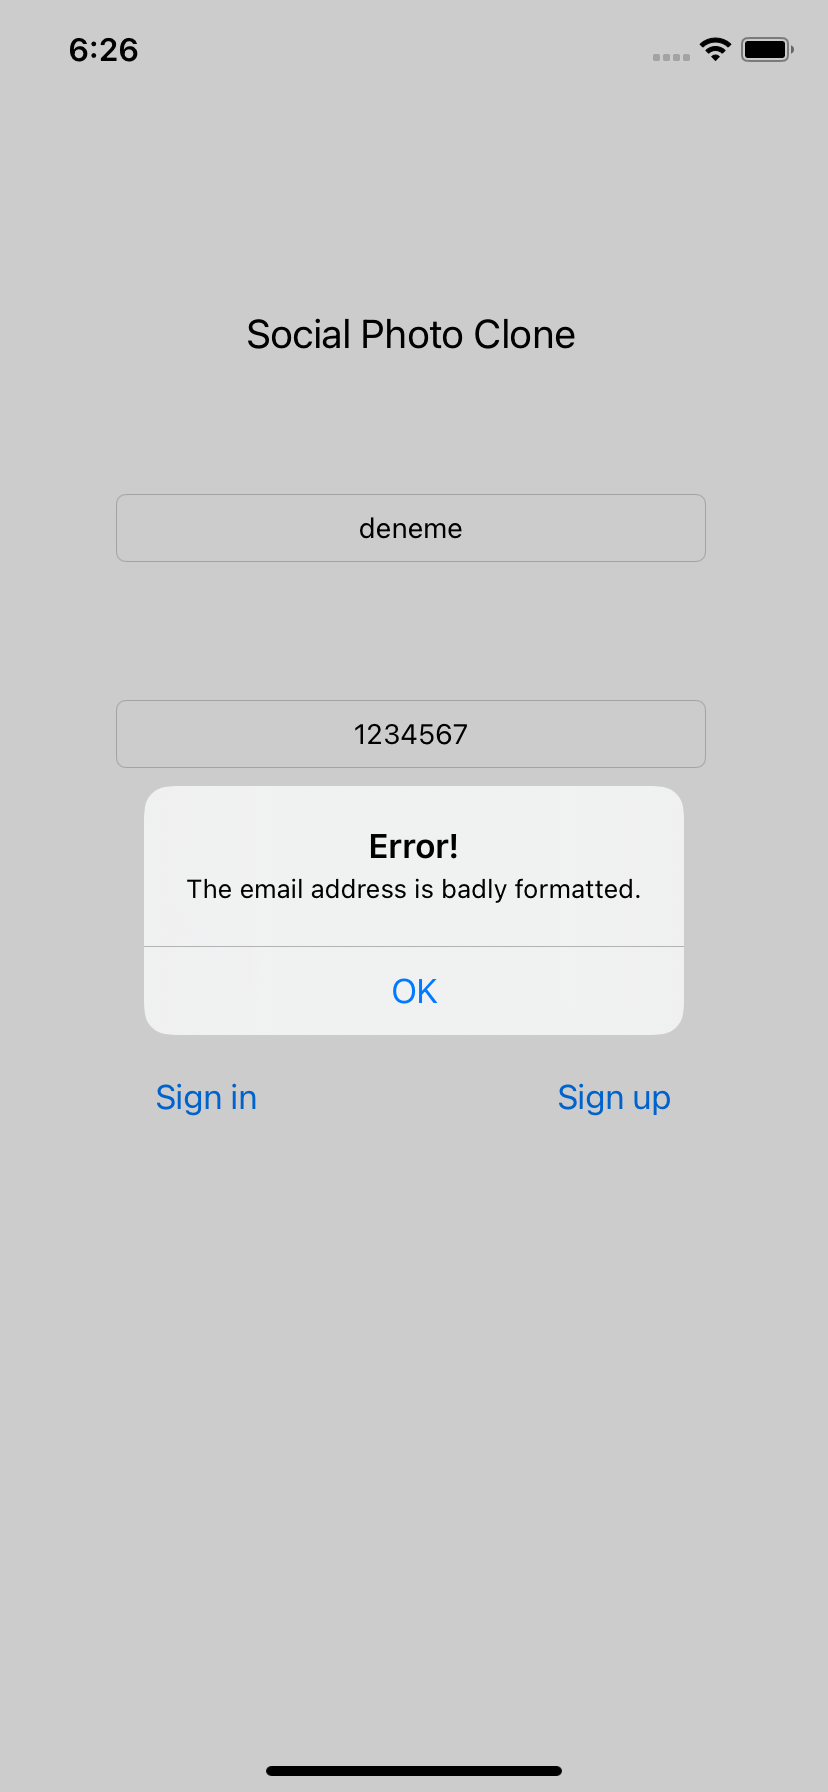 6:26
Social Photo Clone
deneme
1234567
Error!
The email address is badly formatted.
OK
Sign in
Sign up